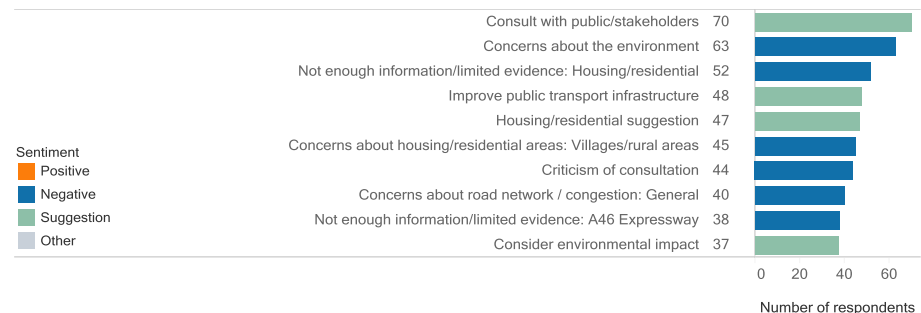 Consult with public/stakeholders 70
Concerns about the environment 63
Not enough information/limited evidence: Housing/residential 52
Improve public transport infrastructure 48
Housing/residential suggestion 47
Concerns about housing/residential areas: Villages/rural areas 45
Criticism of consultation 44
Concerns about road network / congestion: General 40
Not enough information/limited evidence: A46 Expressway 38
Consider environmental impact 37
Sentiment
Positive
Negative
Suggestion
Other
0 20 40 60
Number of respondents